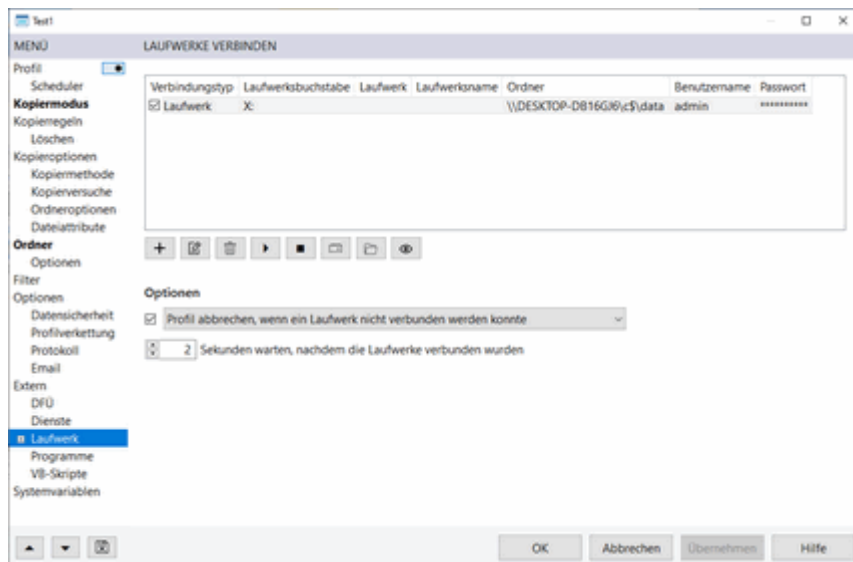 Test1
MENÜ
LAUFWERKE VERBINDEN
Profil
Scheduler
Kopiermodus
Kopierregeln
Löschen
Kopieroptionen
Kopiermethode
Kopierversuche
Ordneroptionen
Dateiattribute
Ordner
Optionen
Filter
Optionen
Datensicherheit
Profilverkettung
Protokoll
Email
Extern
DFÜ
Dienste
Laufwerk
Programme
VB-Skripte
Systemvariablen
Verbindungstyp Laufwerksbuchstabe Laufwerk Laufwerksname Ordner Benutzername Passwort
Laufwerk X: \\DESKTOP-DB16GJ6\c$\data admin **********
Optionen
Profil abbrechen, wenn ein Laufwerk nicht verbunden werden konnte
2 Sekunden warten, nachdem die Laufwerke verbunden wurden
OK Abbrechen Übernehmen Hilfe